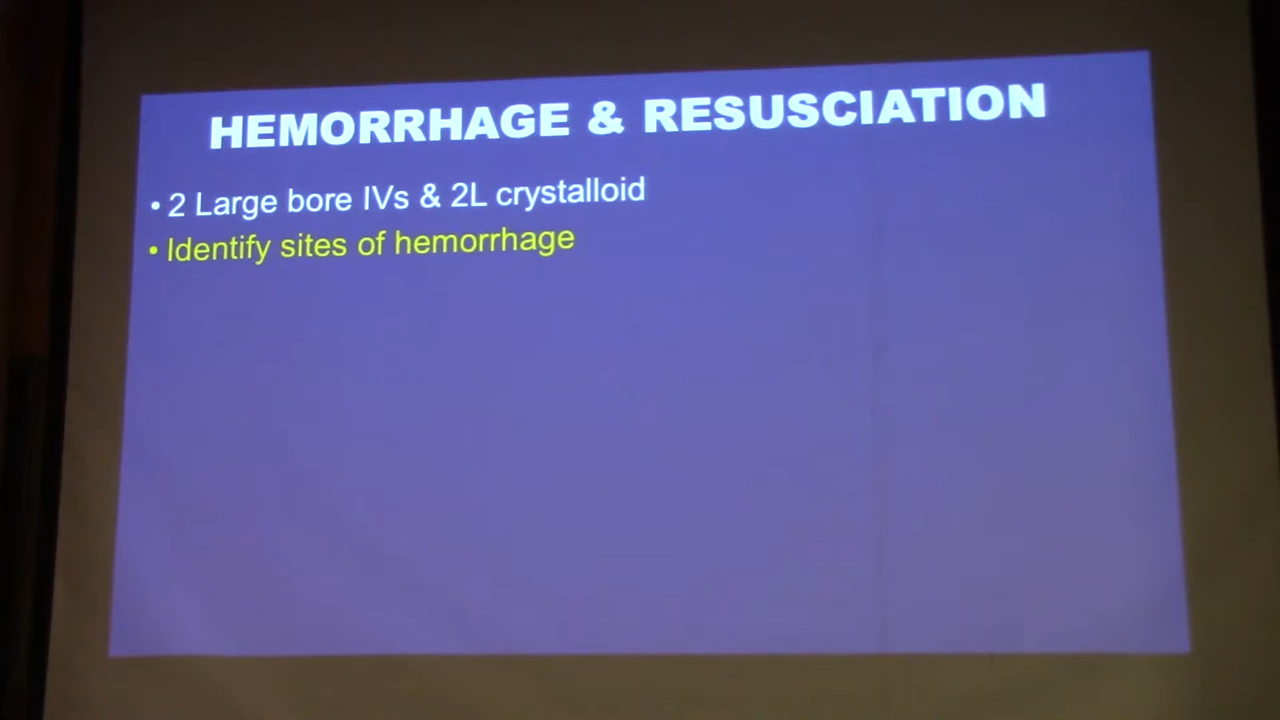 HEMORRHAGE & RESUSCIATION
• 2 Large bore IVs & 2L crystalloid
• Identify sites of hemorrhage